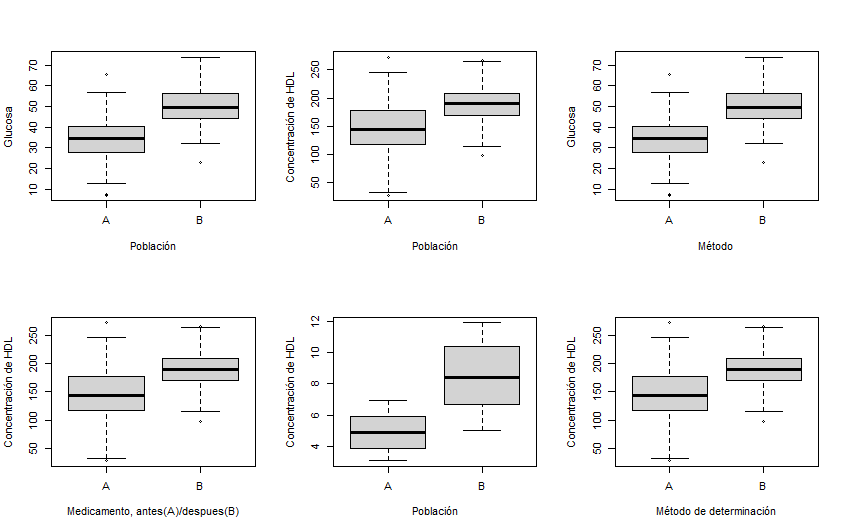 Glucosa
10 20 30 40 50 60 70
A B
Población
Concentración de HDL
50 100 150 200 250
A B
Población
Glucosa
10 20 30 40 50 60 70
A B
Método
Concentración de HDL
50 100 150 200 250
A B
Medicamento, antes(A)/despues(B)
Concentración de HDL
4 6 8 10 12
A B
Población
Concentración de HDL
50 100 150 200 250
A B
Método de determinación